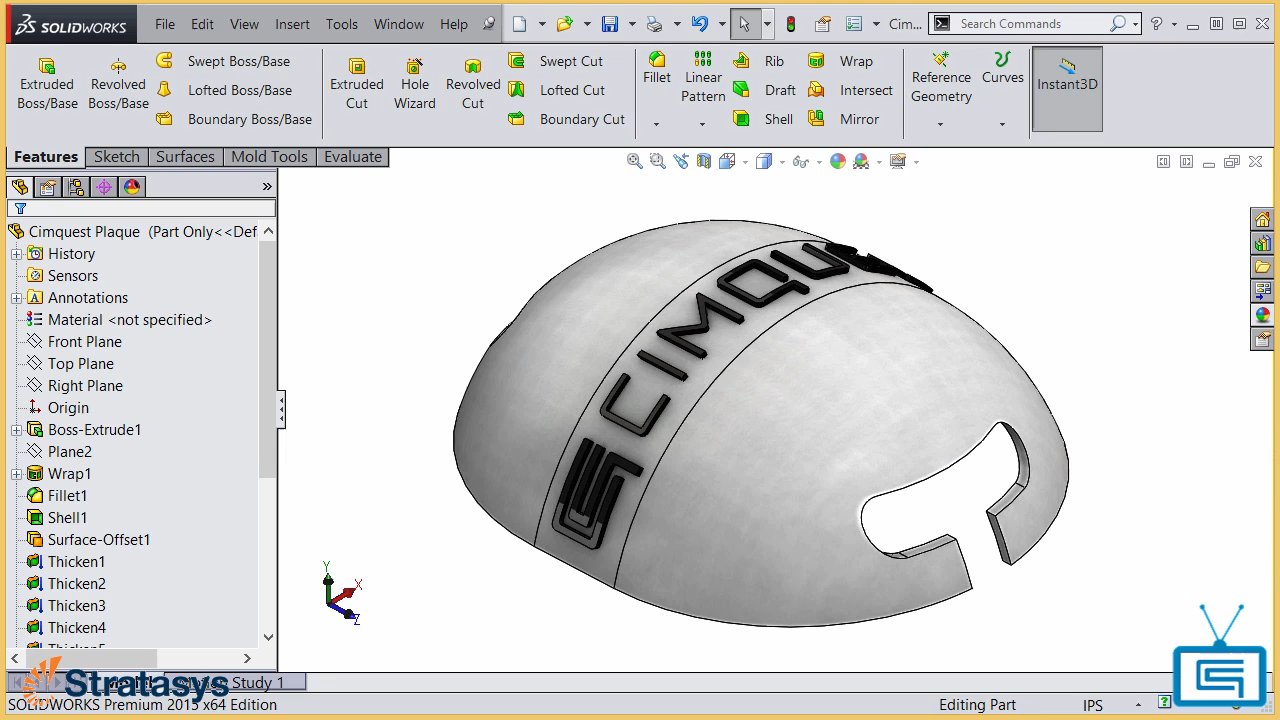 SOLIDWORKS File Edit View Insert Tools Window Help Cim... Search Commands
Extruded Boss/Base
Revolved Boss/Base
Swept Boss/Base
Lofted Boss/Base
Boundary Boss/Base
Extruded Cut
Hole Wizard
Revolved Cut
Swept Cut
Lofted Cut
Boundary Cut
Fillet
Linear Pattern
Rib
Draft
Shell
Wrap
Intersect
Mirror
Reference Geometry
Curves
Instant3D
Features Sketch Surfaces Mold Tools Evaluate
Cimquest Plaque (Part Only<<Def
History
Sensors
Annotations
Material <not specified>
Front Plane
Top Plane
Right Plane
Origin
Boss-Extrude1
Plane2
Wrap1
Fillet1
Shell1
Surface-Offset1
Thicken1
Thicken2
Thicken3
Thicken4
CIMQU
Y
X
Z
Stratasys
Study 1
SOLIDWORKS Premium 2015 x64 Edition Editing Part IPS